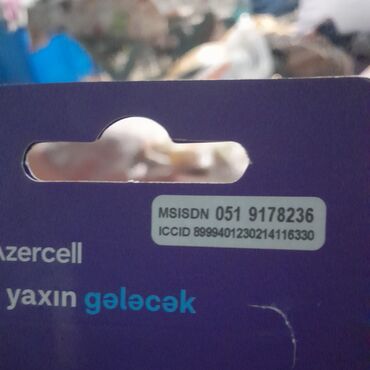 MSISDN 051 9178236
ICCID 8999401230214116330
Azercell
yaxın gələcək